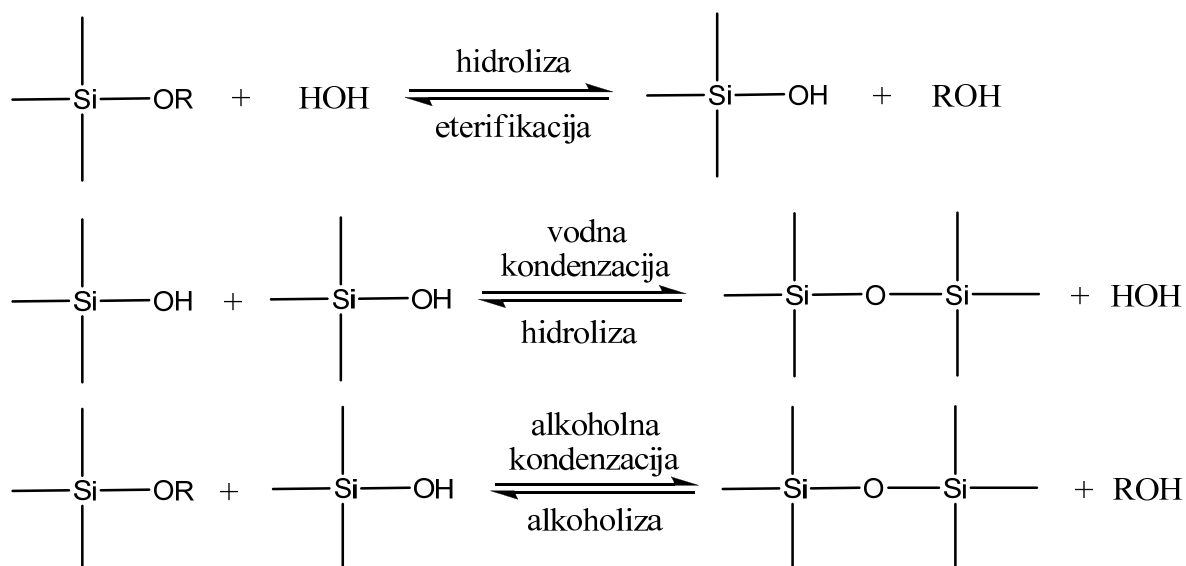 hidroliza
Si OR + HOH Si OH + ROH
eterifikacija
vodna
kondenzacija
Si OH + Si OH Si O Si + HOH
hidroliza
alkoholna
kondenzacija
Si OR + Si OH Si O Si + ROH
alkoholiza